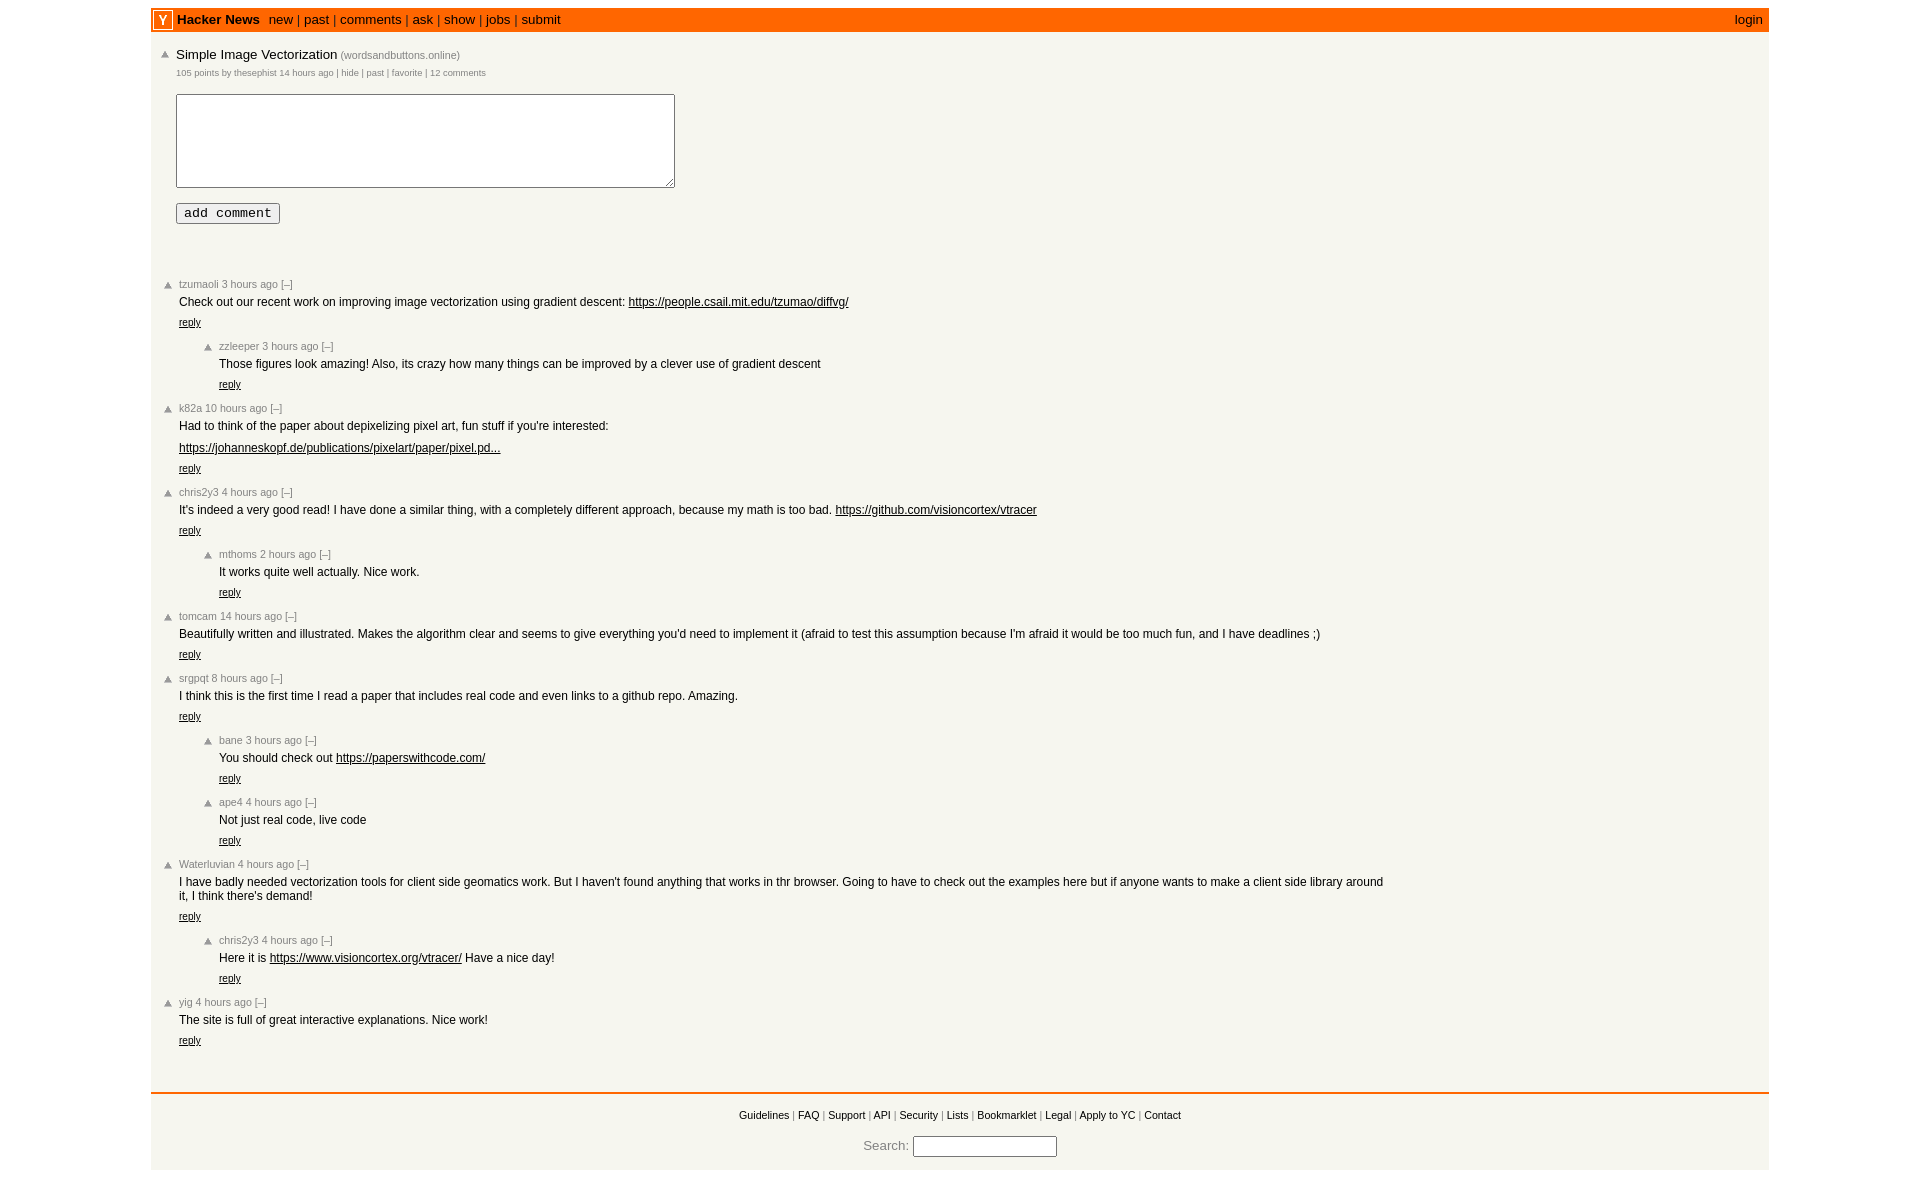 Y Hacker News new | past | comments | ask | show | jobs | submit login
Simple Image Vectorization (wordsandbuttons.online)
105 points by thesephist 14 hours ago | hide | past | favorite | 12 comments
add comment
tzumaoli 3 hours ago [–]
Check out our recent work on improving image vectorization using gradient descent: https://people.csail.mit.edu/tzumao/diffvg/
reply
zzleeper 3 hours ago [–]
Those figures look amazing! Also, its crazy how many things can be improved by a clever use of gradient descent
reply
k82a 10 hours ago [–]
Had to think of the paper about depixelizing pixel art, fun stuff if you're interested:
https://johanneskopf.de/publications/pixelart/paper/pixel.pd...
reply
chris2y3 4 hours ago [–]
It's indeed a very good read! I have done a similar thing, with a completely different approach, because my math is too bad. https://github.com/visioncortex/vtracer
reply
mthoms 2 hours ago [–]
It works quite well actually. Nice work.
reply
tomcam 14 hours ago [–]
Beautifully written and illustrated. Makes the algorithm clear and seems to give everything you'd need to implement it (afraid to test this assumption because I'm afraid it would be too much fun, and I have deadlines ;)
reply
srgpqt 8 hours ago [–]
I think this is the first time I read a paper that includes real code and even links to a github repo. Amazing.
reply
bane 3 hours ago [–]
You should check out https://paperswithcode.com/
reply
ape4 4 hours ago [–]
Not just real code, live code
reply
Waterluvian 4 hours ago [–]
I have badly needed vectorization tools for client side geomatics work. But I haven't found anything that works in thr browser. Going to have to check out the examples here but if anyone wants to make a client side library around
it, I think there's demand!
reply
chris2y3 4 hours ago [–]
Here it is https://www.visioncortex.org/vtracer/ Have a nice day!
reply
yig 4 hours ago [–]
The site is full of great interactive explanations. Nice work!
reply
Guidelines | FAQ | Support | API | Security | Lists | Bookmarklet | Legal | Apply to YC | Contact
Search: